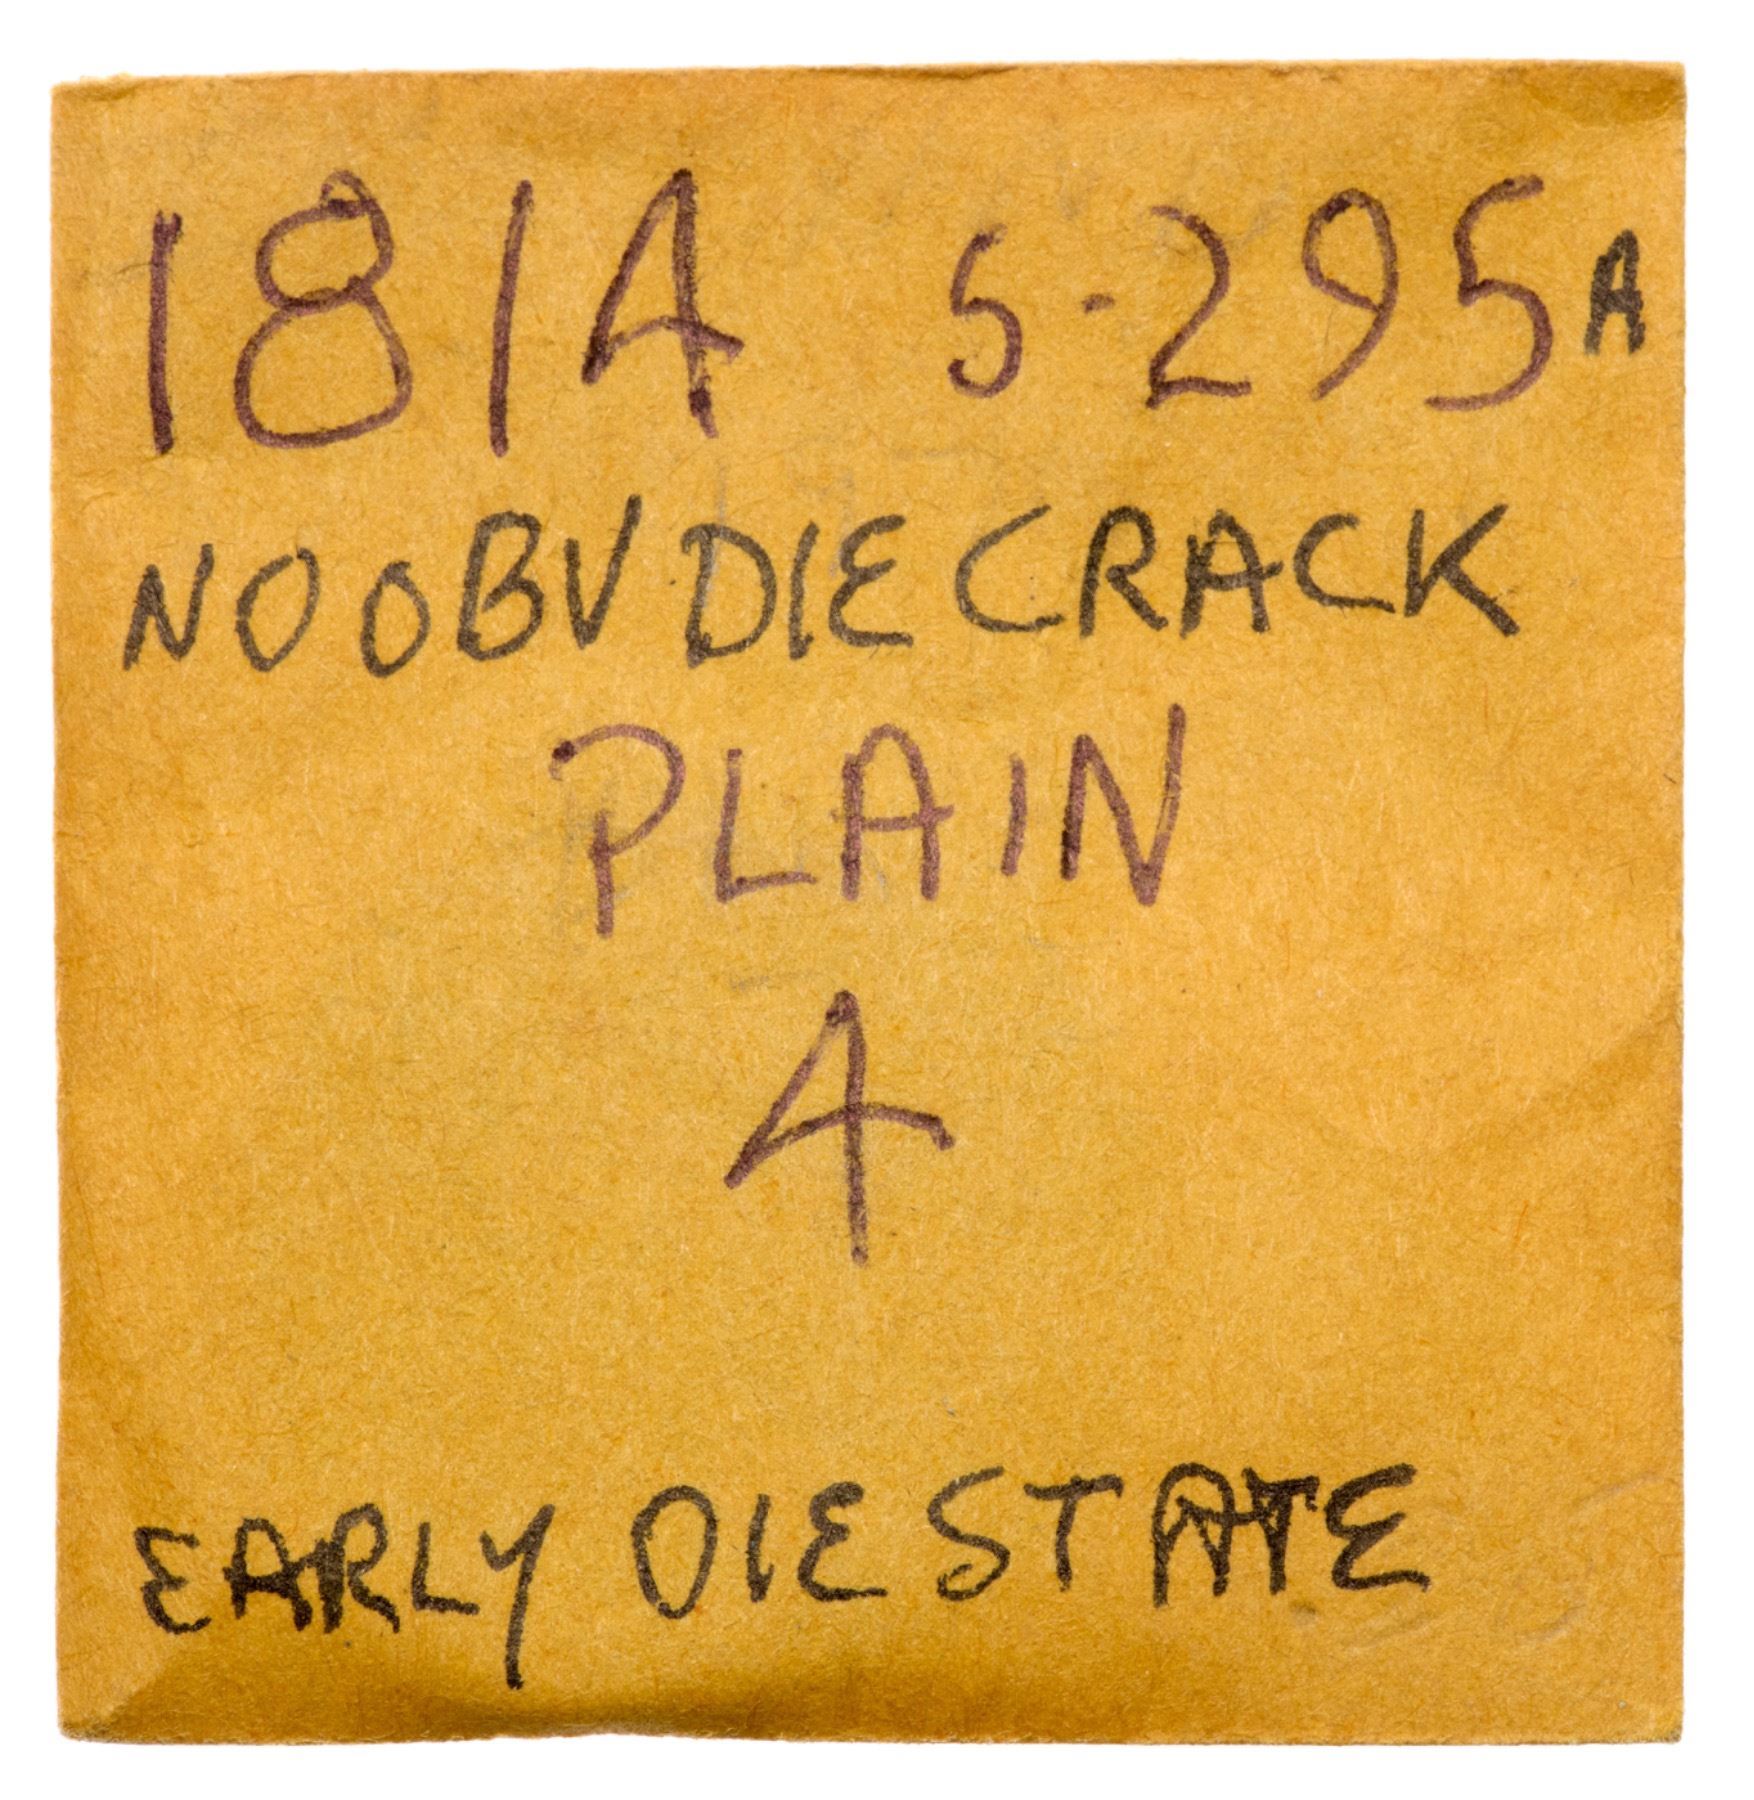 1814 S-295A
NO OBV DIE CRACK
PLAIN
4
EARLY DIE STATE